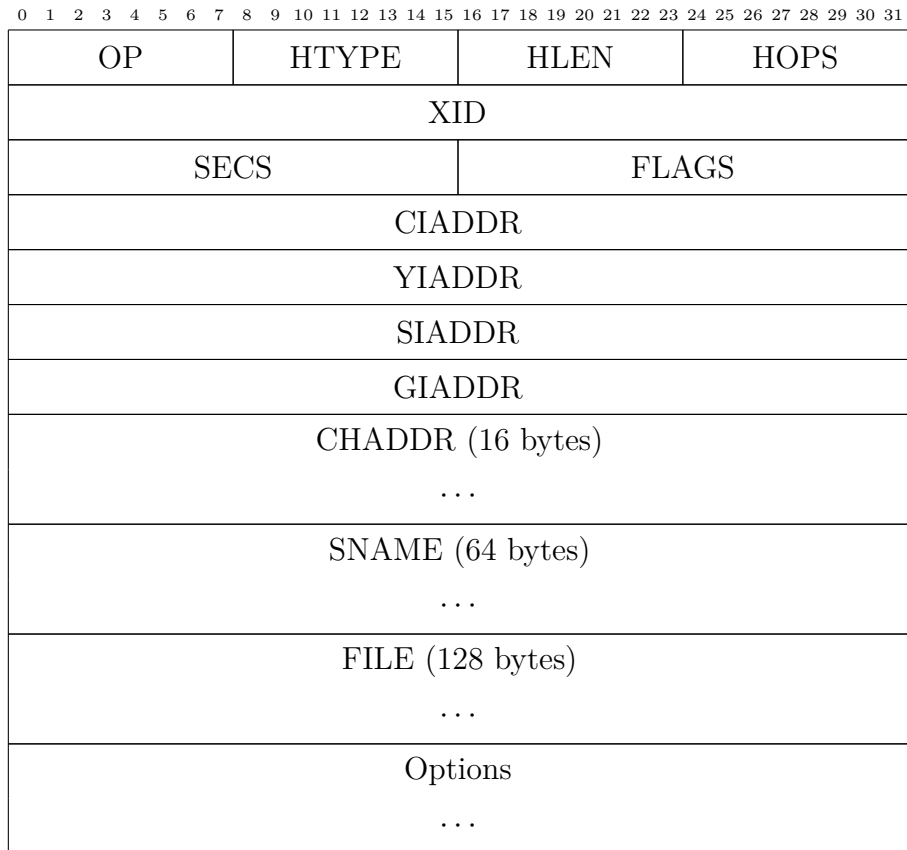 0 1 2 3 4 5 6 7 8 9 10 11 12 13 14 15 16 17 18 19 20 21 22 23 24 25 26 27 28 29 30 31
OP HTYPE HLEN HOPS
XID
SECS FLAGS
CIADDR
YIADDR
SIADDR
GIADDR
CHADDR (16 bytes)
...
SNAME (64 bytes)
...
FILE (128 bytes)
...
Options
...